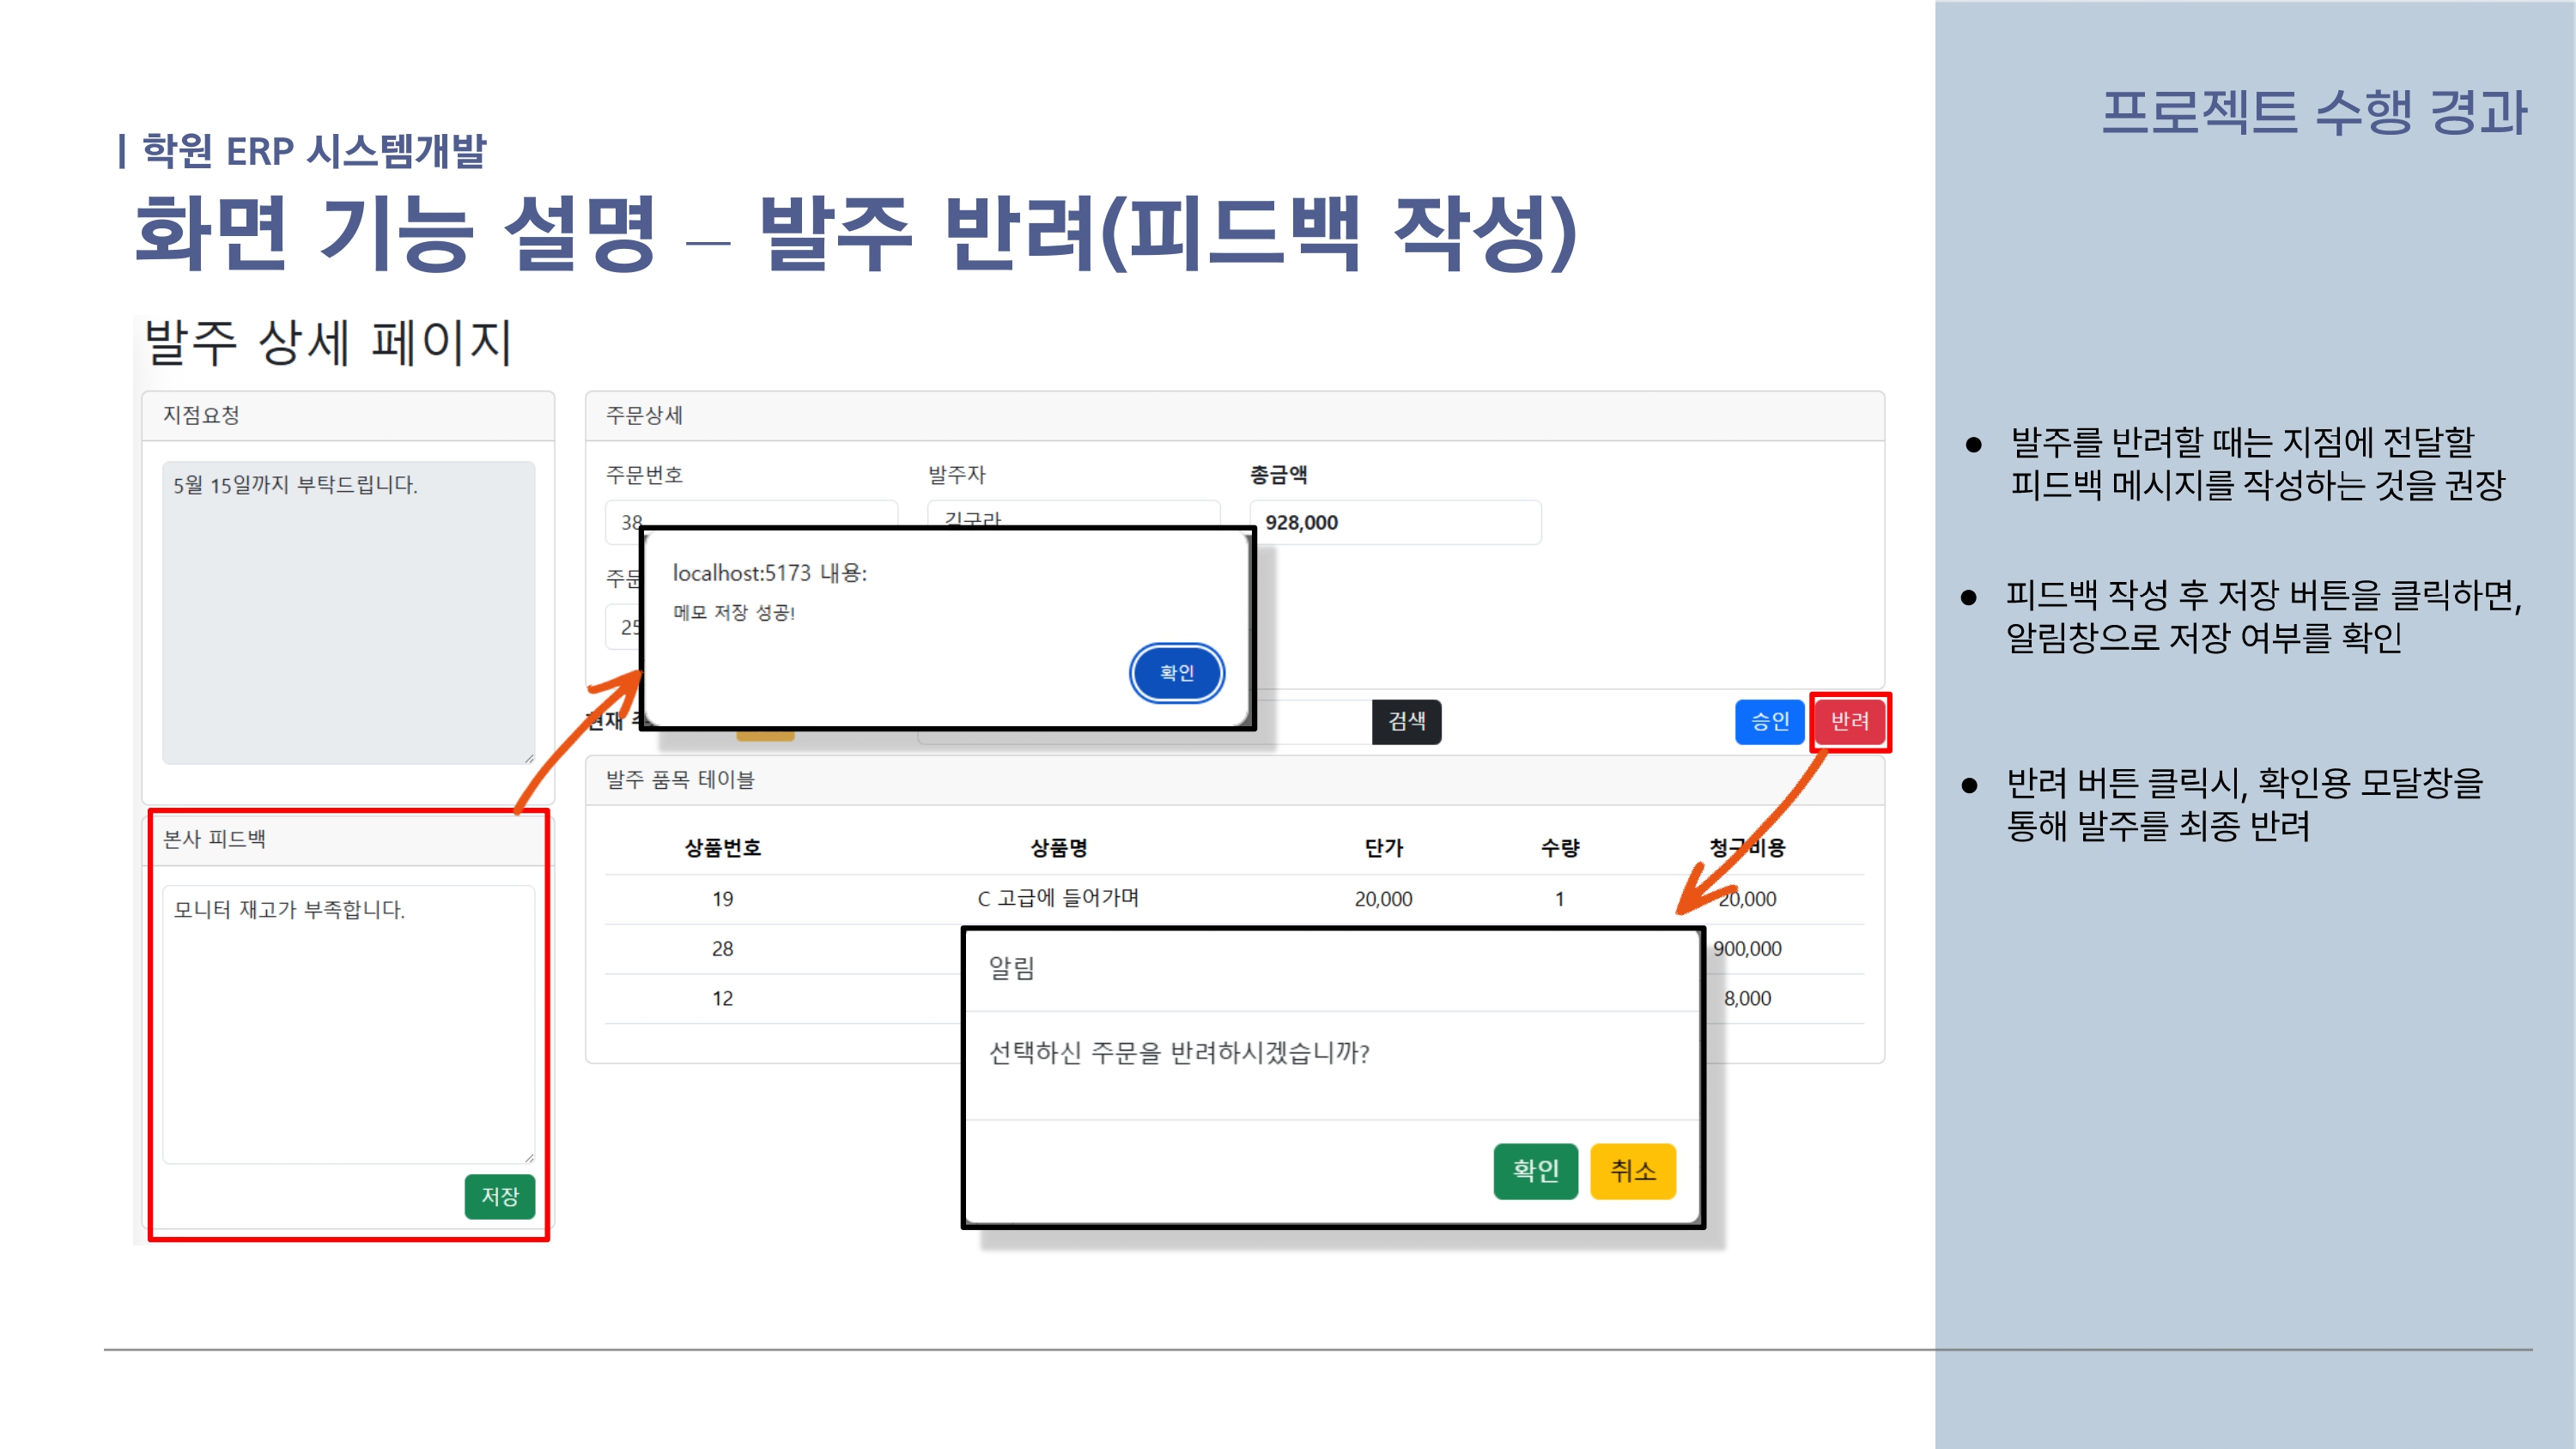 프로젝트 수행 경과
| 학원 ERP 시스템개발
화면 기능 설명 – 발주 반려(피드백 작성)
발주 상세 페이지
지점요청
5월 15일까지 부탁드립니다.
본사 피드백
모니터 재고가 부족합니다.
저장
주문상세
주문번호 발주자 총금액
38 김구라 928,000
주문
25
localhost:5173 내용:
메모 저장 성공!
확인
현재
검색 승인 반려
발주 품목 테이블
상품번호 상품명 단가 수량 청구비용
19 C 고급에 들어가며 20,000 1 20,000
28 900,000
12 8,000
알림
선택하신 주문을 반려하시겠습니까?
확인 취소
● 발주를 반려할 때는 지점에 전달할
피드백 메시지를 작성하는 것을 권장
● 피드백 작성 후 저장 버튼을 클릭하면,
알림창으로 저장 여부를 확인
● 반려 버튼 클릭시, 확인용 모달창을
통해 발주를 최종 반려